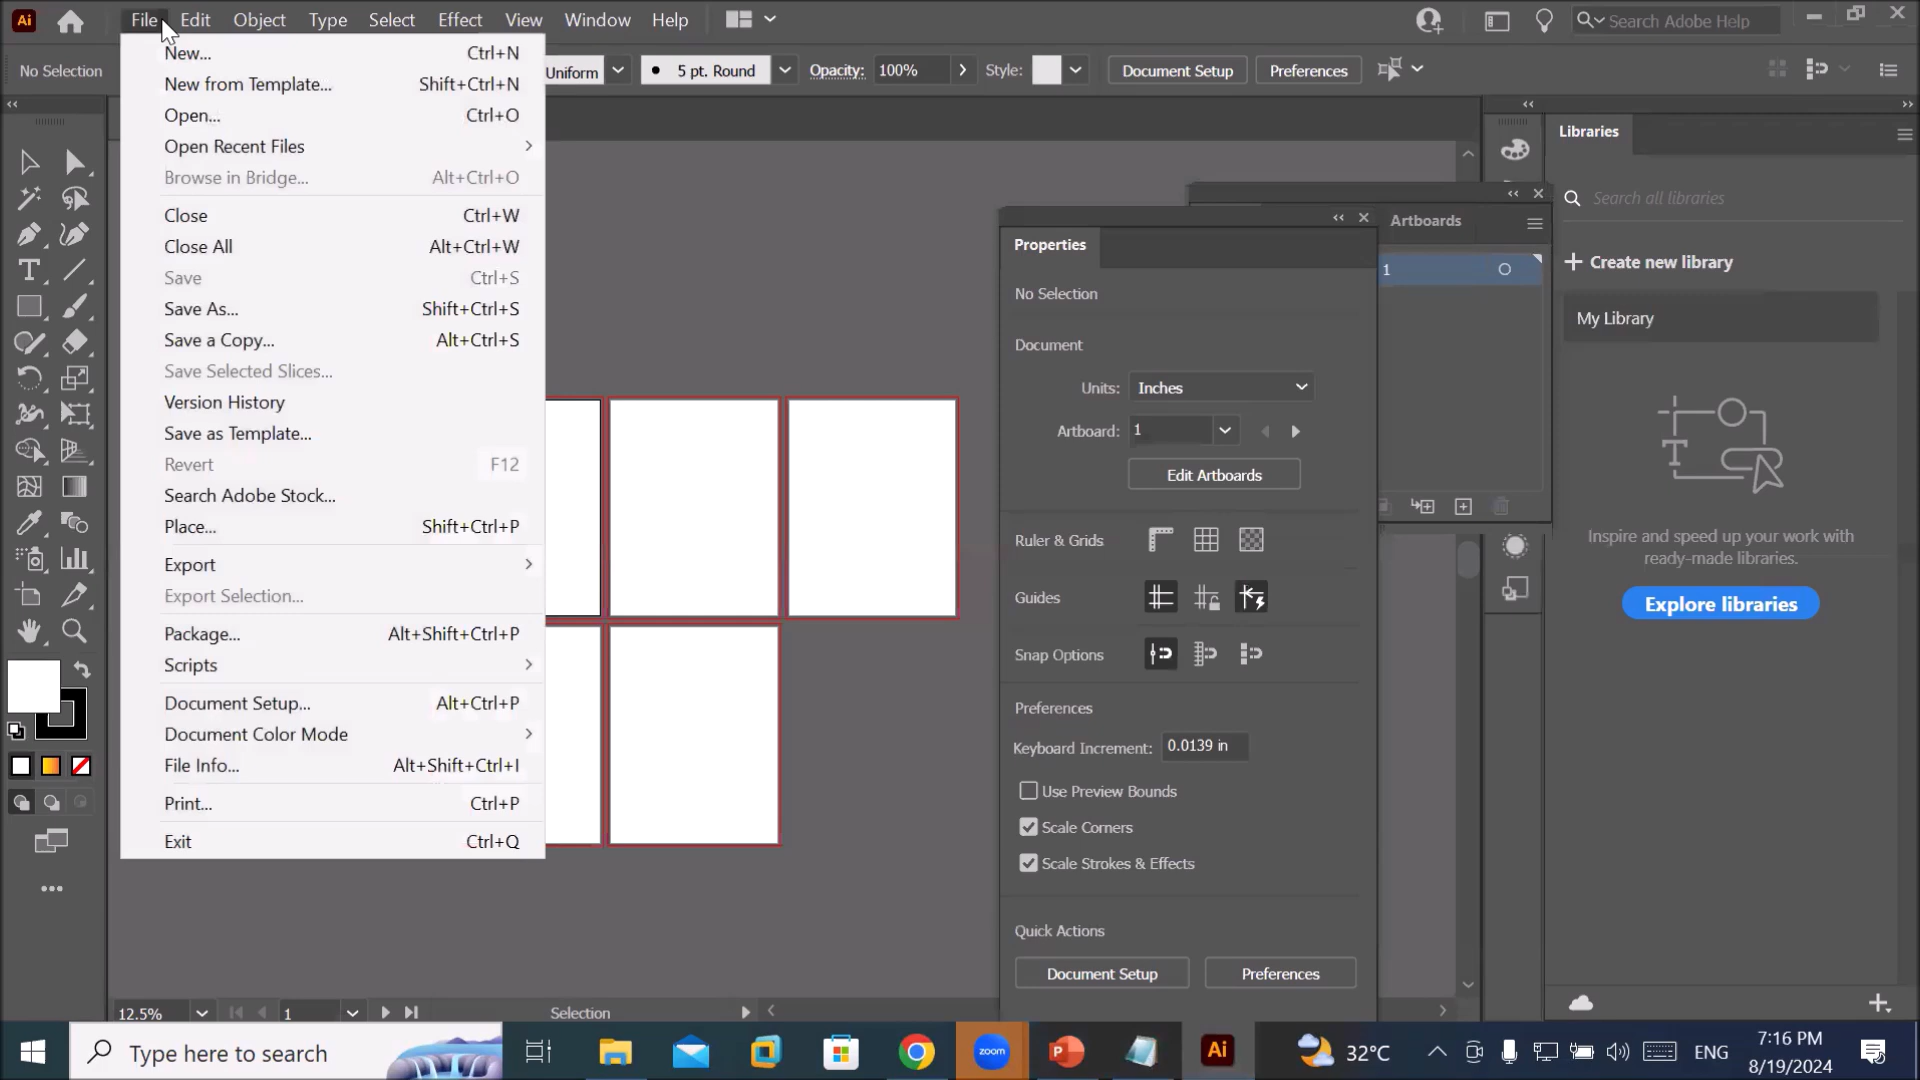 Ai File Edit Object Type Select Effect View Window Help Search Adobe Help
No Selection Uniform 5 pt. Round Opacity: 100% Style: Document Setup Preferences
New... Ctrl+N
New from Template... Shift+Ctrl+N
Open... Ctrl+O
Open Recent Files
Browse in Bridge... Alt+Ctrl+O
Close Ctrl+W
Close All Alt+Ctrl+W
Save Ctrl+S
Save As... Shift+Ctrl+S
Save a Copy... Alt+Ctrl+S
Save Selected Slices...
Version History
Save as Template...
Revert F12
Search Adobe Stock...
Place... Shift+Ctrl+P
Export
Export Selection...
Package... Alt+Shift+Ctrl+P
Scripts
Document Setup... Alt+Ctrl+P
Document Color Mode
File Info... Alt+Shift+Ctrl+I
Print... Ctrl+P
Exit Ctrl+Q
Properties
No Selection
Document
Units: Inches
Artboard: 1
Edit Artboards
Ruler & Grids
Guides
Snap Options
Preferences
Keyboard Increment: 0.0139 in
Use Preview Bounds
Scale Corners
Scale Strokes & Effects
Quick Actions
Document Setup Preferences
Artboards
1
Libraries
Search all libraries
Create new library
My Library
Inspire and speed up your work with
ready-made libraries.
Explore libraries
12.5% 1 Selection
Type here to search
zoom
Ai
32°C
ENG
7:16 PM
8/19/2024